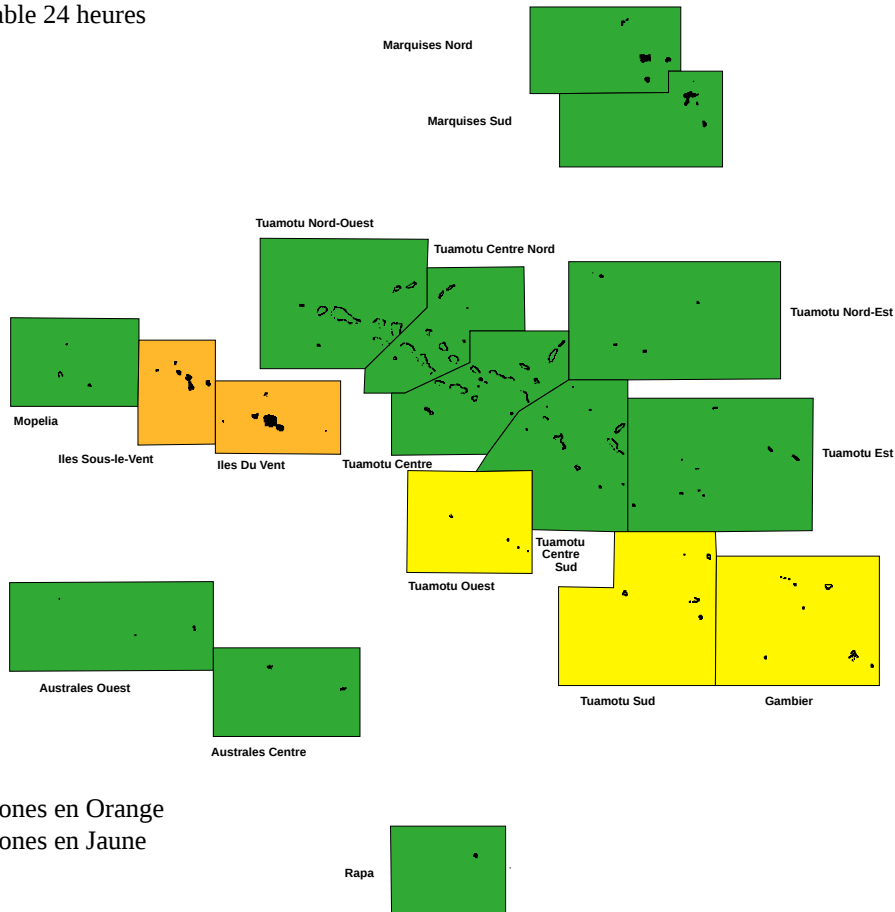 able 24 heures
Marquises Nord
Marquises Sud
Tuamotu Nord-Ouest
Tuamotu Centre Nord
Tuamotu Nord-Est
Mopelia
Iles Sous-le-Vent
Iles Du Vent
Tuamotu Centre
Tuamotu Est
Tuamotu
Centre
Sud
Tuamotu Ouest
Australes Ouest
Tuamotu Sud
Gambier
Australes Centre
ones en Orange
ones en Jaune
Rapa